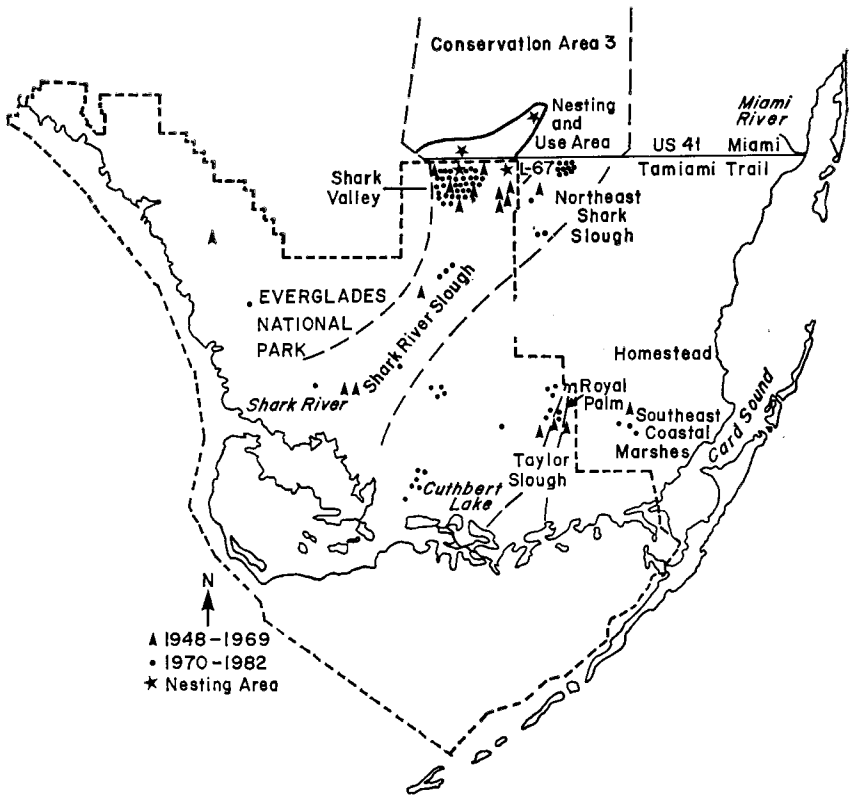 Conservation Area 3
Nesting
and
Use Area
Miami
River
US 41 Miami
Tamiami Trail
L-67
Shark
Valley
Northeast
Shark
Slough
EVERGLADES
NATIONAL
PARK
Shark River Slough
Shark River
Homestead
Royal
Palm
Southeast
Coastal
Marshes
Card Sound
Taylor
Slough
Cuthbert
Lake
N
1948-1969
1970-1982
Nesting Area